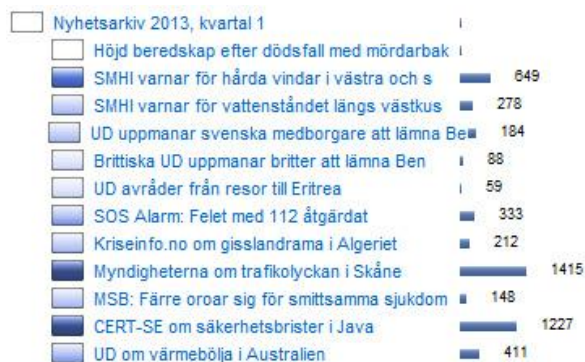 Nyhetsarkiv 2013, kvartal 1
Höjd beredskap efter dödsfall med mördarbak
SMHI varnar för hårda vindar i västra och s 649
SMHI varnar för vattenståndet längs västkus 278
UD uppmanar svenska medborgare att lämna Be 184
Brittiska UD uppmanar britter att lämna Ben 88
UD avråder från resor till Eritrea 59
SOS Alarm: Felet med 112 åtgärdat 333
Kriseinfo.no om gisslandrama i Algeriet 212
Myndigheterna om trafikolyckan i Skåne 1415
MSB: Färre oroar sig för smittsamma sjukdom 148
CERT-SE om säkerhetsbrister i Java 1227
UD om värmebölja i Australien 411